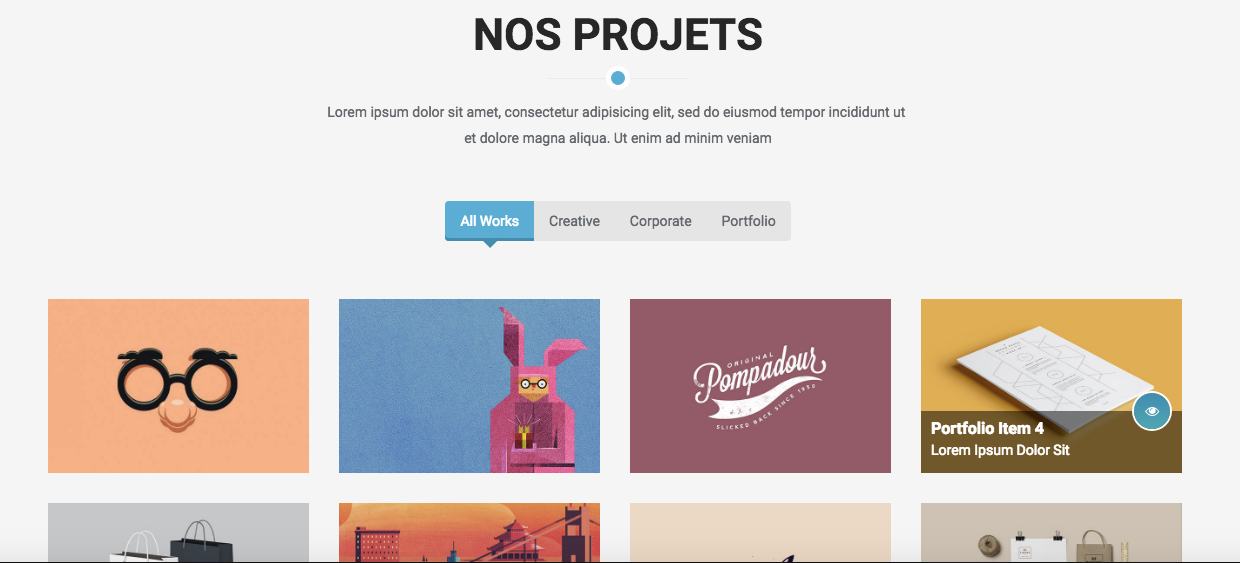 NOS PROJETS
Lorem ipsum dolor sit amet, consectetur adipisicing elit, sed do eiusmod tempor incididunt ut
et dolore magna aliqua. Ut enim ad minim veniam
All Works Creative Corporate Portfolio
ORIGINAL
Pompadour
SLICKED BACK SINCE 1950
Portfolio Item 4
Lorem Ipsum Dolor Sit